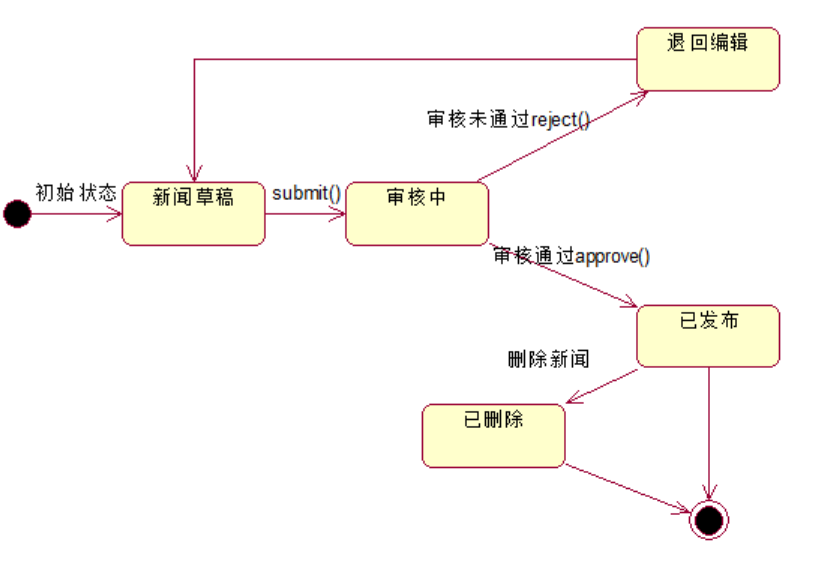 退回编辑
审核未通过reject()
初始状态
新闻草稿
submit()
审核中
审核通过approve()
已发布
删除新闻
已删除